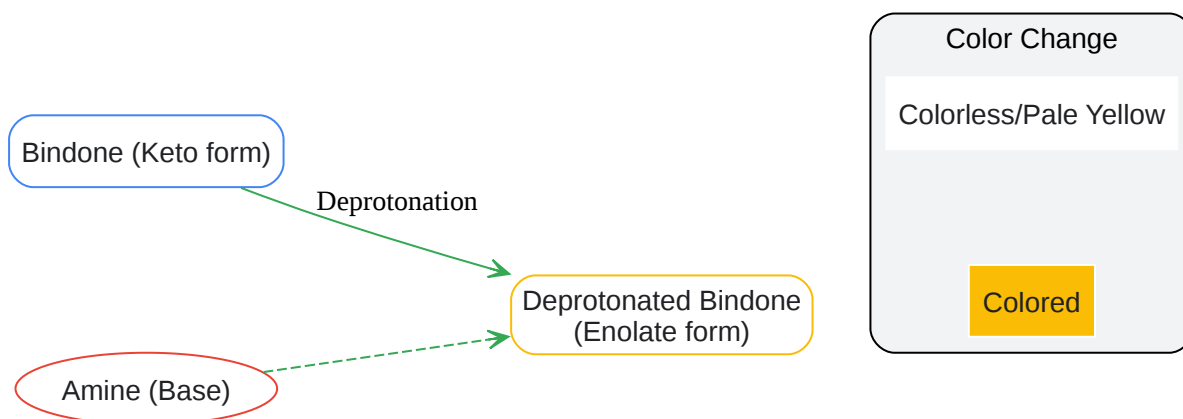 Color Change
Colorless/Pale Yellow
Bindone (Keto form)
Deprotonation
Deprotonated Bindone
(Enolate form)
Colored
Amine (Base)